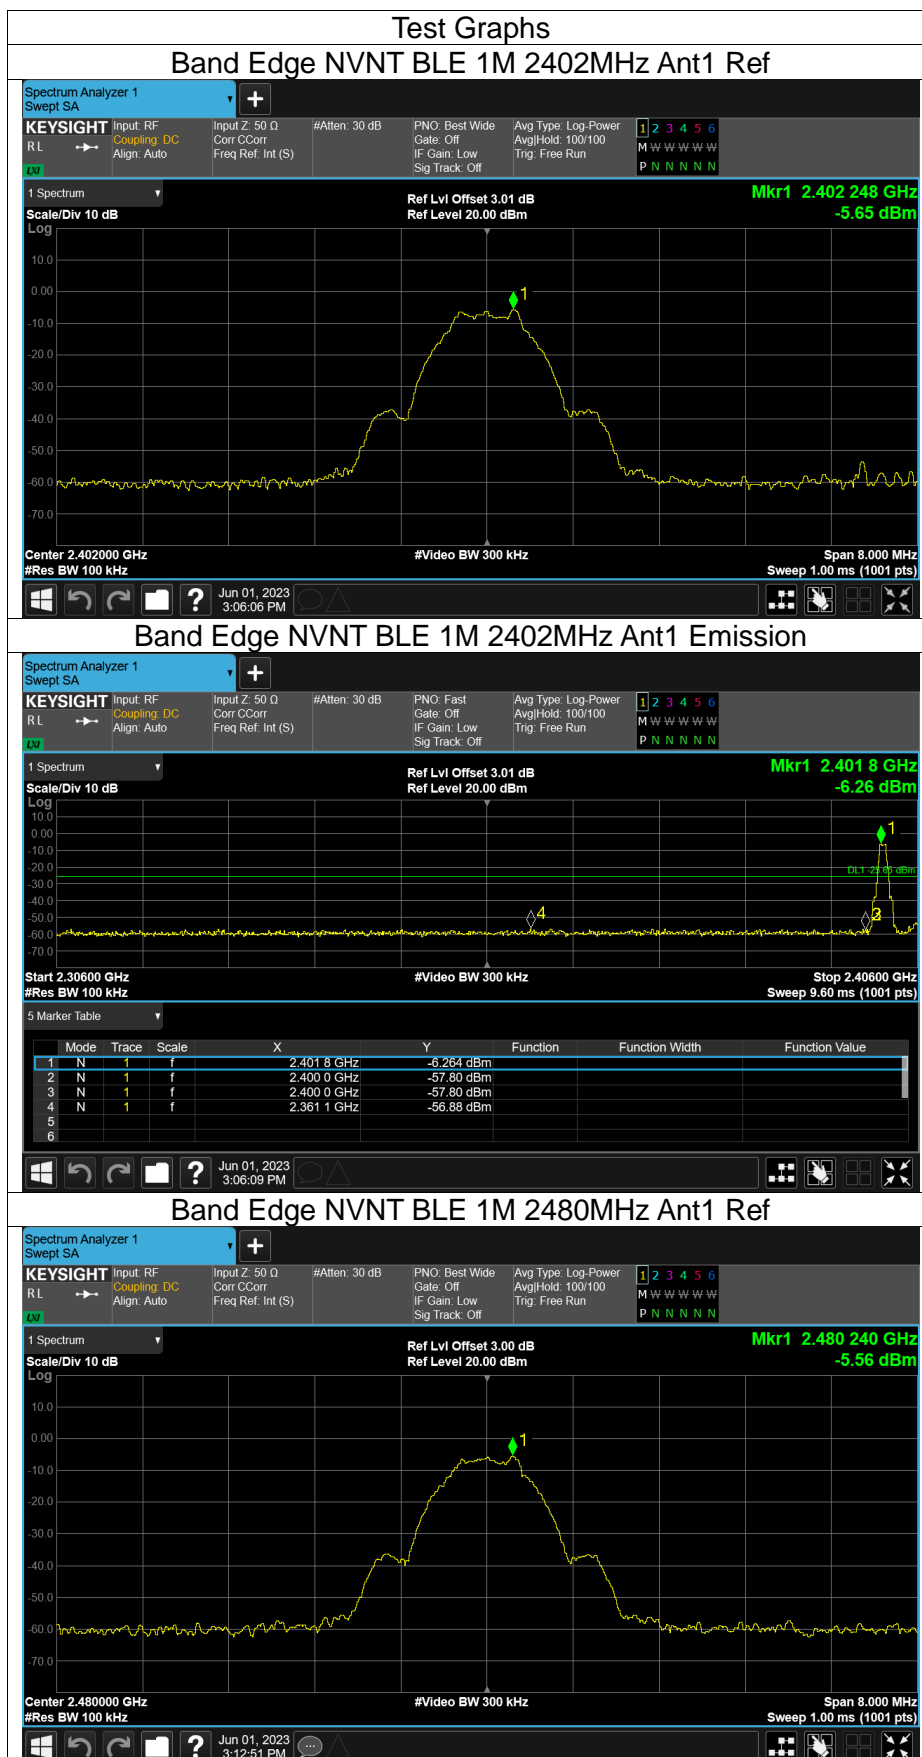 Test Graphs
Band Edge NVNT BLE 1M 2402MHz Ant1 Ref
Spectrum Analyzer 1
Swept SA
KEYSIGHT Input: RF Input Z: 50 Ω #Atten: 30 dB PNO: Best Wide Avg Type: Log-Power 1 2 3 4 5 6
RL Coupling: DC Corr CCorr Gate: Off Avg|Hold: 100/100 M W W W W W
Align: Auto Freq Ref: Int (S) IF Gain: Low Trig: Free Run
LXI Sig Track: Off P N N N N N
1 Spectrum Ref Lvl Offset 3.01 dB Mkr1 2.402 248 GHz
Scale/Div 10 dB Ref Level 20.00 dBm -5.65 dBm
Log
10.0
0.00
1
-10.0
-20.0
-30.0
-40.0
-50.0
-60.0
-70.0
Center 2.402000 GHz #Video BW 300 kHz Span 8.000 MHz
#Res BW 100 kHz Sweep 1.00 ms (1001 pts)
? Jun 01, 2023
3:06:06 PM
Band Edge NVNT BLE 1M 2402MHz Ant1 Emission
Spectrum Analyzer 1
Swept SA
KEYSIGHT Input: RF Input Z: 50 Ω #Atten: 30 dB PNO: Fast Avg Type: Log-Power 1 2 3 4 5 6
RL Coupling: DC Corr CCorr Gate: Off Avg|Hold: 100/100 M W W W W W
Align: Auto Freq Ref: Int (S) IF Gain: Low Trig: Free Run
LXI Sig Track: Off P N N N N N
1 Spectrum Ref Lvl Offset 3.01 dB Mkr1 2.401 8 GHz
Scale/Div 10 dB Ref Level 20.00 dBm -6.26 dBm
Log
10.0
0.00 1
-10.0
-20.0 DL1 -25.65 dBm
-30.0
-40.0
-50.0 4
-60.0
-70.0
Start 2.30600 GHz #Video BW 300 kHz Stop 2.40600 GHz
#Res BW 100 kHz Sweep 9.60 ms (1001 pts)
5 Marker Table
Mode Trace Scale X Y Function Function Width Function Value
1 N 1 f 2.401 8 GHz -6.264 dBm
2 N 1 f 2.400 0 GHz -57.80 dBm
3 N 1 f 2.400 0 GHz -57.80 dBm
4 N 1 f 2.361 1 GHz -56.88 dBm
5
6
? Jun 01, 2023
3:06:09 PM
Band Edge NVNT BLE 1M 2480MHz Ant1 Ref
Spectrum Analyzer 1
Swept SA
KEYSIGHT Input: RF Input Z: 50 Ω #Atten: 30 dB PNO: Best Wide Avg Type: Log-Power 1 2 3 4 5 6
RL Coupling: DC Corr CCorr Gate: Off Avg|Hold: 100/100 M W W W W W
Align: Auto Freq Ref: Int (S) IF Gain: Low Trig: Free Run
LXI Sig Track: Off P N N N N N
1 Spectrum Ref Lvl Offset 3.00 dB Mkr1 2.480 240 GHz
Scale/Div 10 dB Ref Level 20.00 dBm -5.56 dBm
Log
10.0
0.00
1
-10.0
-20.0
-30.0
-40.0
-50.0
-60.0
-70.0
Center 2.480000 GHz #Video BW 300 kHz Span 8.000 MHz
#Res BW 100 kHz Sweep 1.00 ms (1001 pts)
? Jun 01, 2023
3:12:51 PM